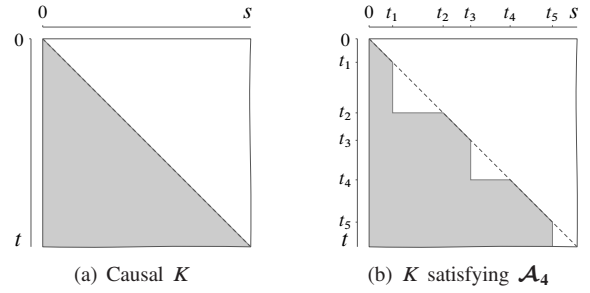 0 s
0
t
(a) Causal K
0 t₁ t₂ t₃ t₄ t₅ s
0
t₁
t₂
t₃
t₄
t₅
t
(b) K satisfying 𝓐₄